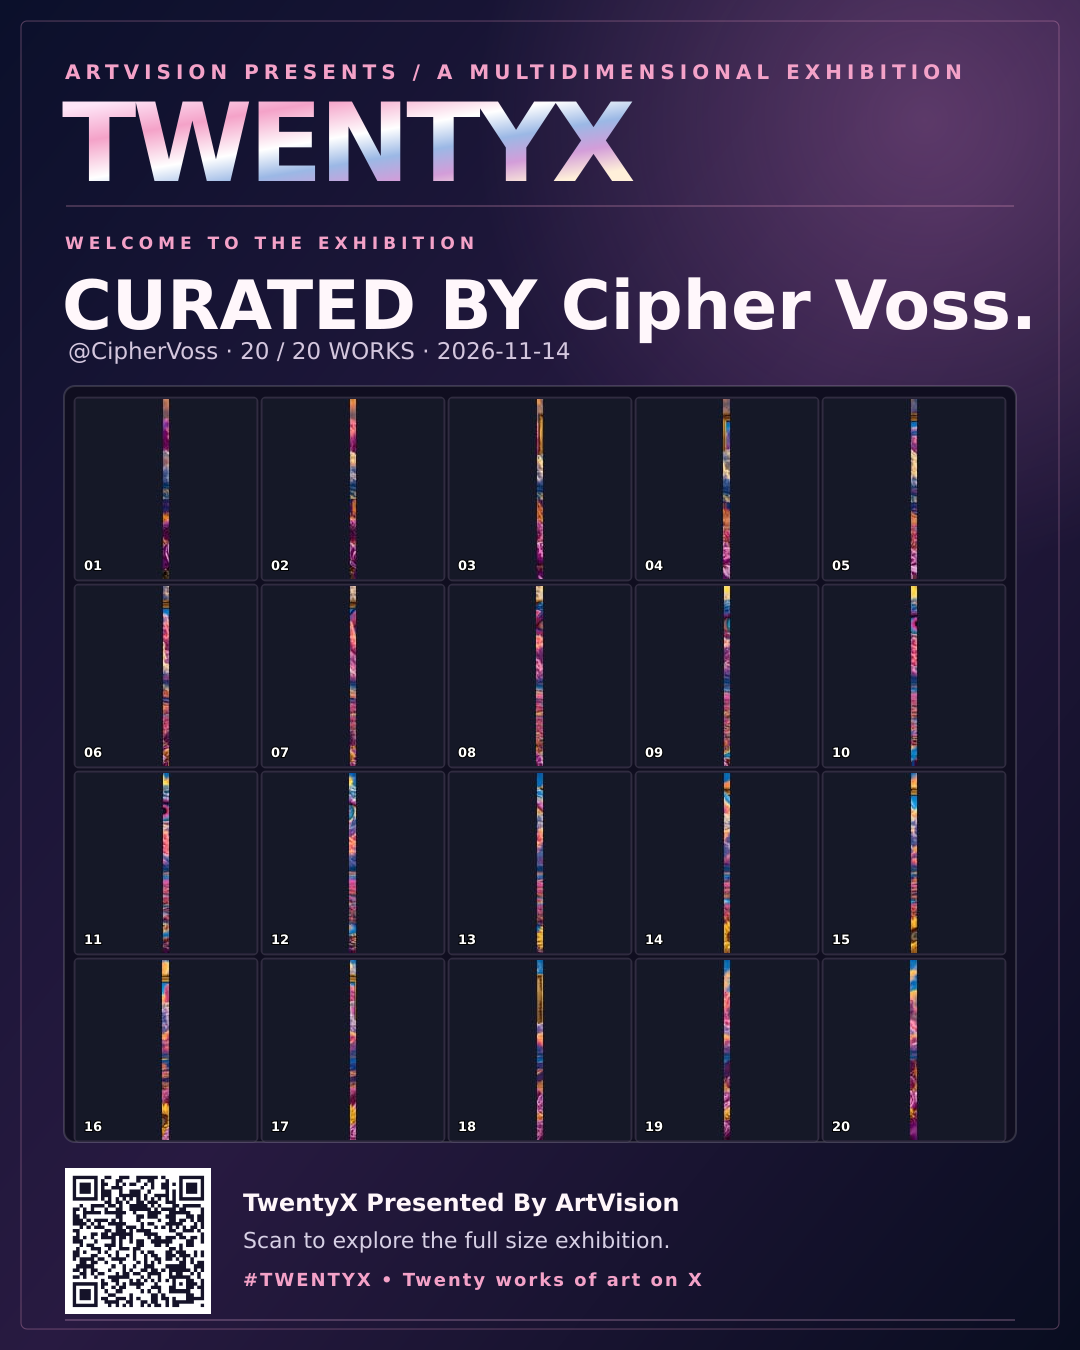 ARTVISION PRESENTS / A MULTIDIMENSIONAL EXHIBITION
TWENTYX
WELCOME TO THE EXHIBITION
CURATED BY Cipher Voss.
@CipherVoss · 20 / 20 WORKS · 2026-11-14
01 02 03 04 05
06 07 08 09 10
11 12 13 14 15
16 17 18 19 20
TwentyX Presented By ArtVision
Scan to explore the full size exhibition.
#TWENTYX • Twenty works of art on X